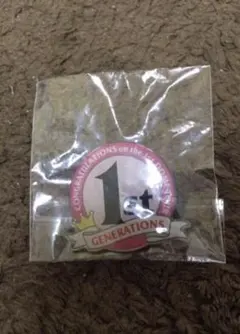 CONGRATULATIONS on the
1st
GENERATIONS